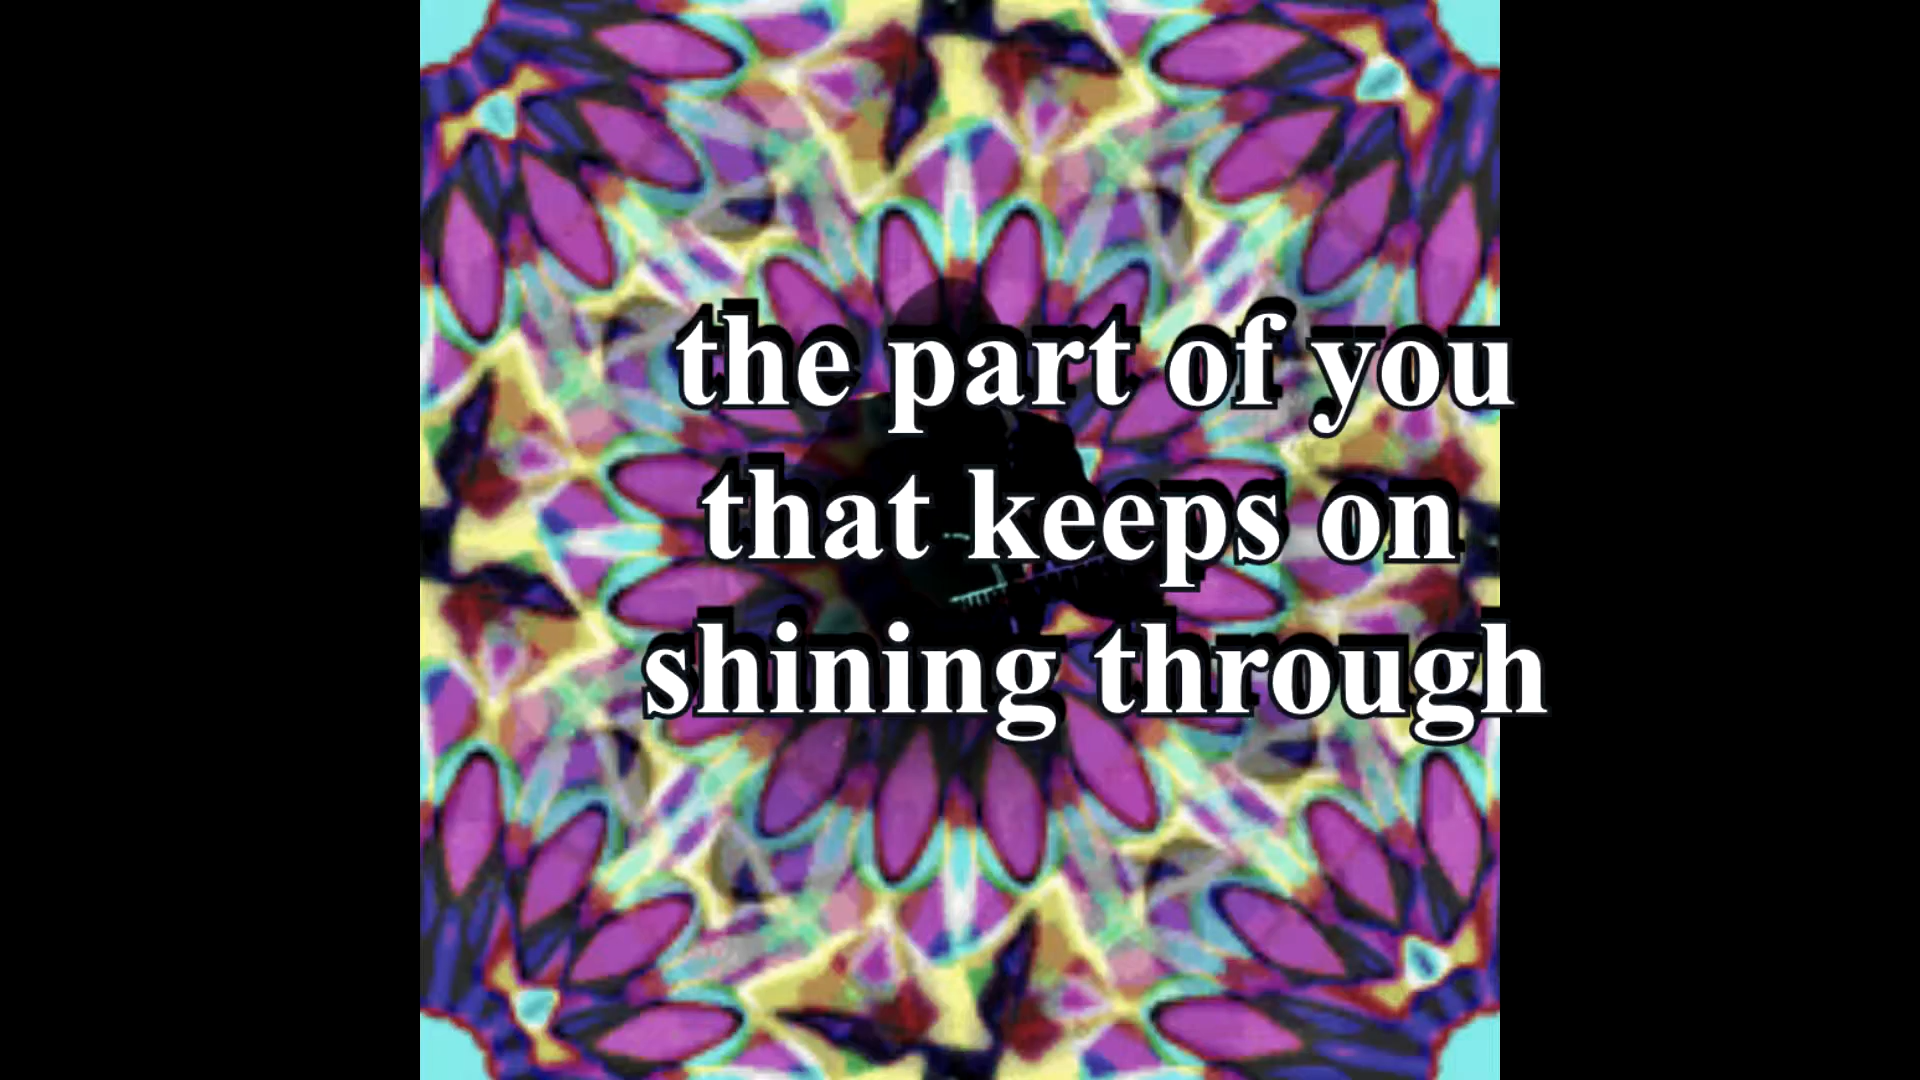 the part of you
that keeps on
shining through